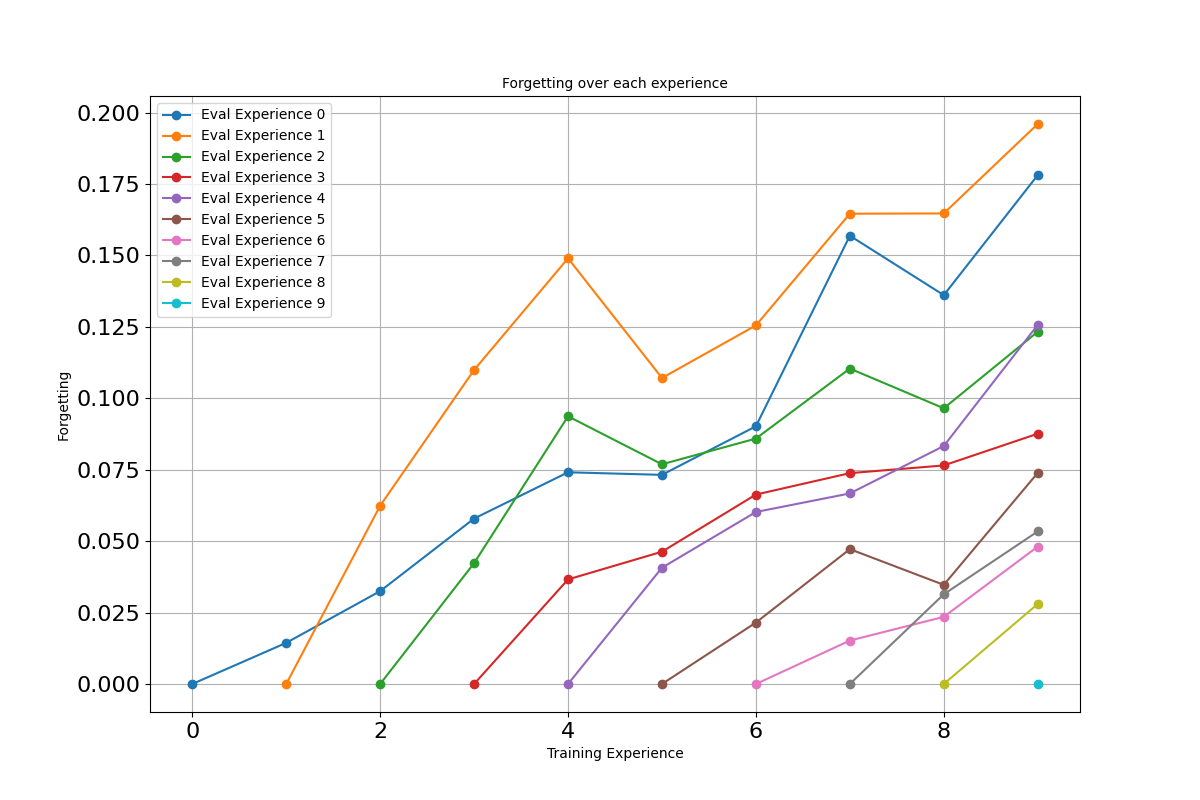 Forgetting over each experience
0.200
0.175
0.150
0.125
0.100
0.075
0.050
0.025
0.000
Forgetting
Eval Experience 0
Eval Experience 1
Eval Experience 2
Eval Experience 3
Eval Experience 4
Eval Experience 5
Eval Experience 6
Eval Experience 7
Eval Experience 8
Eval Experience 9
0 2 4 6 8
Training Experience